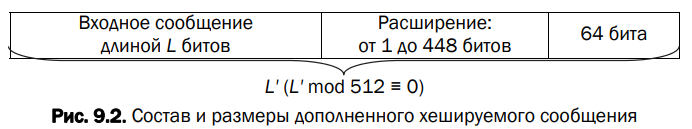 Входное сообщение
длиной L битов
Расширение:
от 1 до 448 битов
64 бита
L' (L' mod 512 ≡ 0)
Рис. 9.2. Состав и размеры дополненного хешируемого сообщения